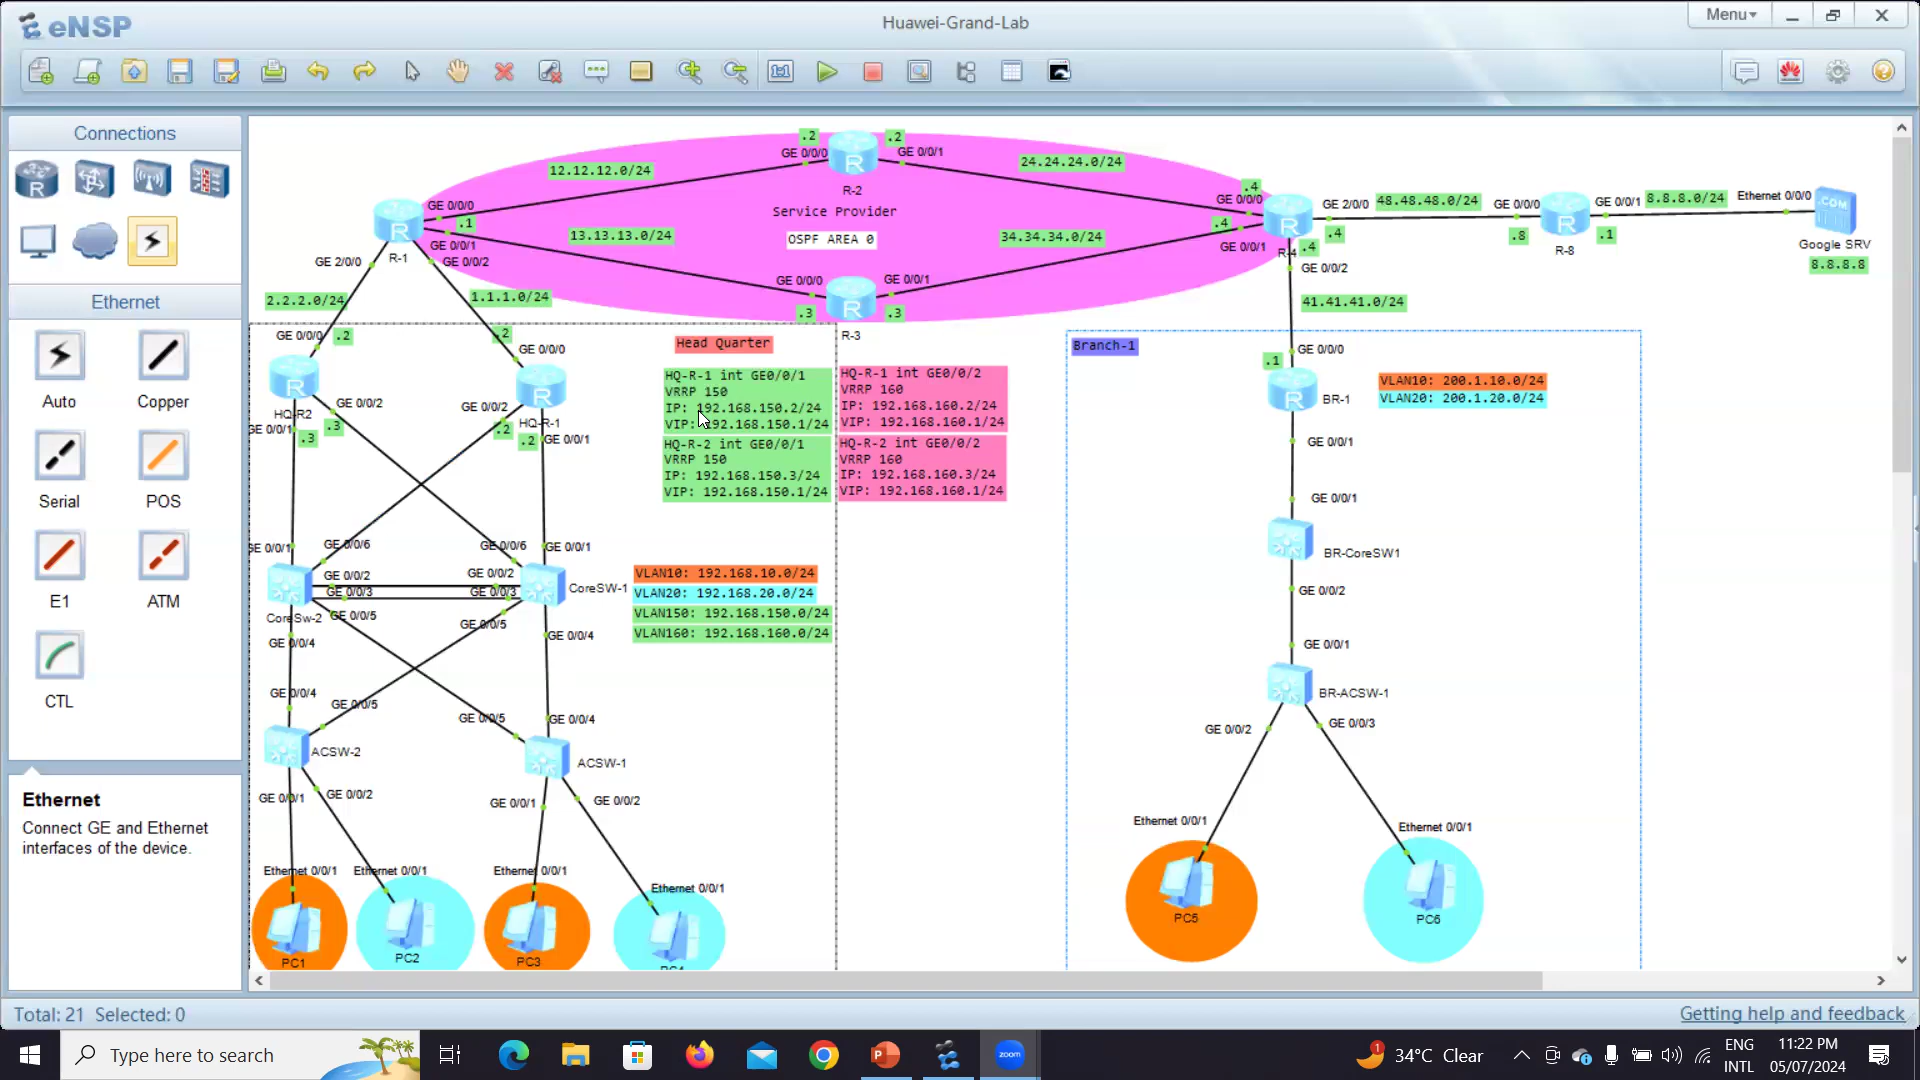 eNSP
Huawei-Grand-Lab
Menu
Connections
Ethernet
Auto
Copper
Serial
POS
E1
ATM
CTL
Ethernet
Connect GE and Ethernet
interfaces of the device.
.2
.2
GE 0/0/0
GE 0/0/1
R-2
Service Provider
OSPF AREA 0
12.12.12.0/24
24.24.24.0/24
13.13.13.0/24
34.34.34.0/24
GE 0/0/0
.1
GE 0/0/1
GE 0/0/2
GE 2/0/0
R-1
GE 0/0/0
GE 0/0/1
.3
.3
R-3
.4
GE 0/0/0
.4
GE 0/0/1
R-4
.4
GE 2/0/0
.4
GE 0/0/2
48.48.48.0/24
GE 0/0/0
.8
R-8
GE 0/0/1
.1
8.8.8.0/24
Ethernet 0/0/0
.COM
Google SRV
8.8.8.8
2.2.2.0/24
1.1.1.0/24
41.41.41.0/24
GE 0/0/0
.2
.2
GE 0/0/0
Head Quarter
HQ-R2
GE 0/0/2
GE 0/0/1
.3
.3
GE 0/0/2
HQ-R-1
.2
.2
GE 0/0/1
HQ-R-1 int GE0/0/1
VRRP 150
IP: 192.168.150.2/24
VIP: 192.168.150.1/24
HQ-R-2 int GE0/0/1
VRRP 150
IP: 192.168.150.3/24
VIP: 192.168.150.1/24
HQ-R-1 int GE0/0/2
VRRP 160
IP: 192.168.160.2/24
VIP: 192.168.160.1/24
HQ-R-2 int GE0/0/2
VRRP 160
IP: 192.168.160.3/24
VIP: 192.168.160.1/24
GE 0/0/1
GE 0/0/6
GE 0/0/6
GE 0/0/1
GE 0/0/2
GE 0/0/2
GE 0/0/3
GE 0/0/3
CoreSW-1
CoreSw-2
GE 0/0/5
GE 0/0/5
GE 0/0/4
GE 0/0/4
VLAN10: 192.168.10.0/24
VLAN20: 192.168.20.0/24
VLAN150: 192.168.150.0/24
VLAN160: 192.168.160.0/24
GE 0/0/4
GE 0/0/5
GE 0/0/5
GE 0/0/4
ACSW-2
ACSW-1
GE 0/0/1
GE 0/0/2
GE 0/0/1
GE 0/0/2
Ethernet 0/0/1
Ethernet 0/0/1
Ethernet 0/0/1
Ethernet 0/0/1
PC1
PC2
PC3
Branch-1
GE 0/0/0
.1
BR-1
VLAN10: 200.1.10.0/24
VLAN20: 200.1.20.0/24
GE 0/0/1
GE 0/0/1
BR-CoreSW1
GE 0/0/2
GE 0/0/1
BR-ACSW-1
GE 0/0/2
GE 0/0/3
Ethernet 0/0/1
Ethernet 0/0/1
PC5
PC6
Total: 21 Selected: 0
Getting help and feedback
Type here to search
zoom
1
34°C Clear
ENG
INTL
11:22 PM
05/07/2024